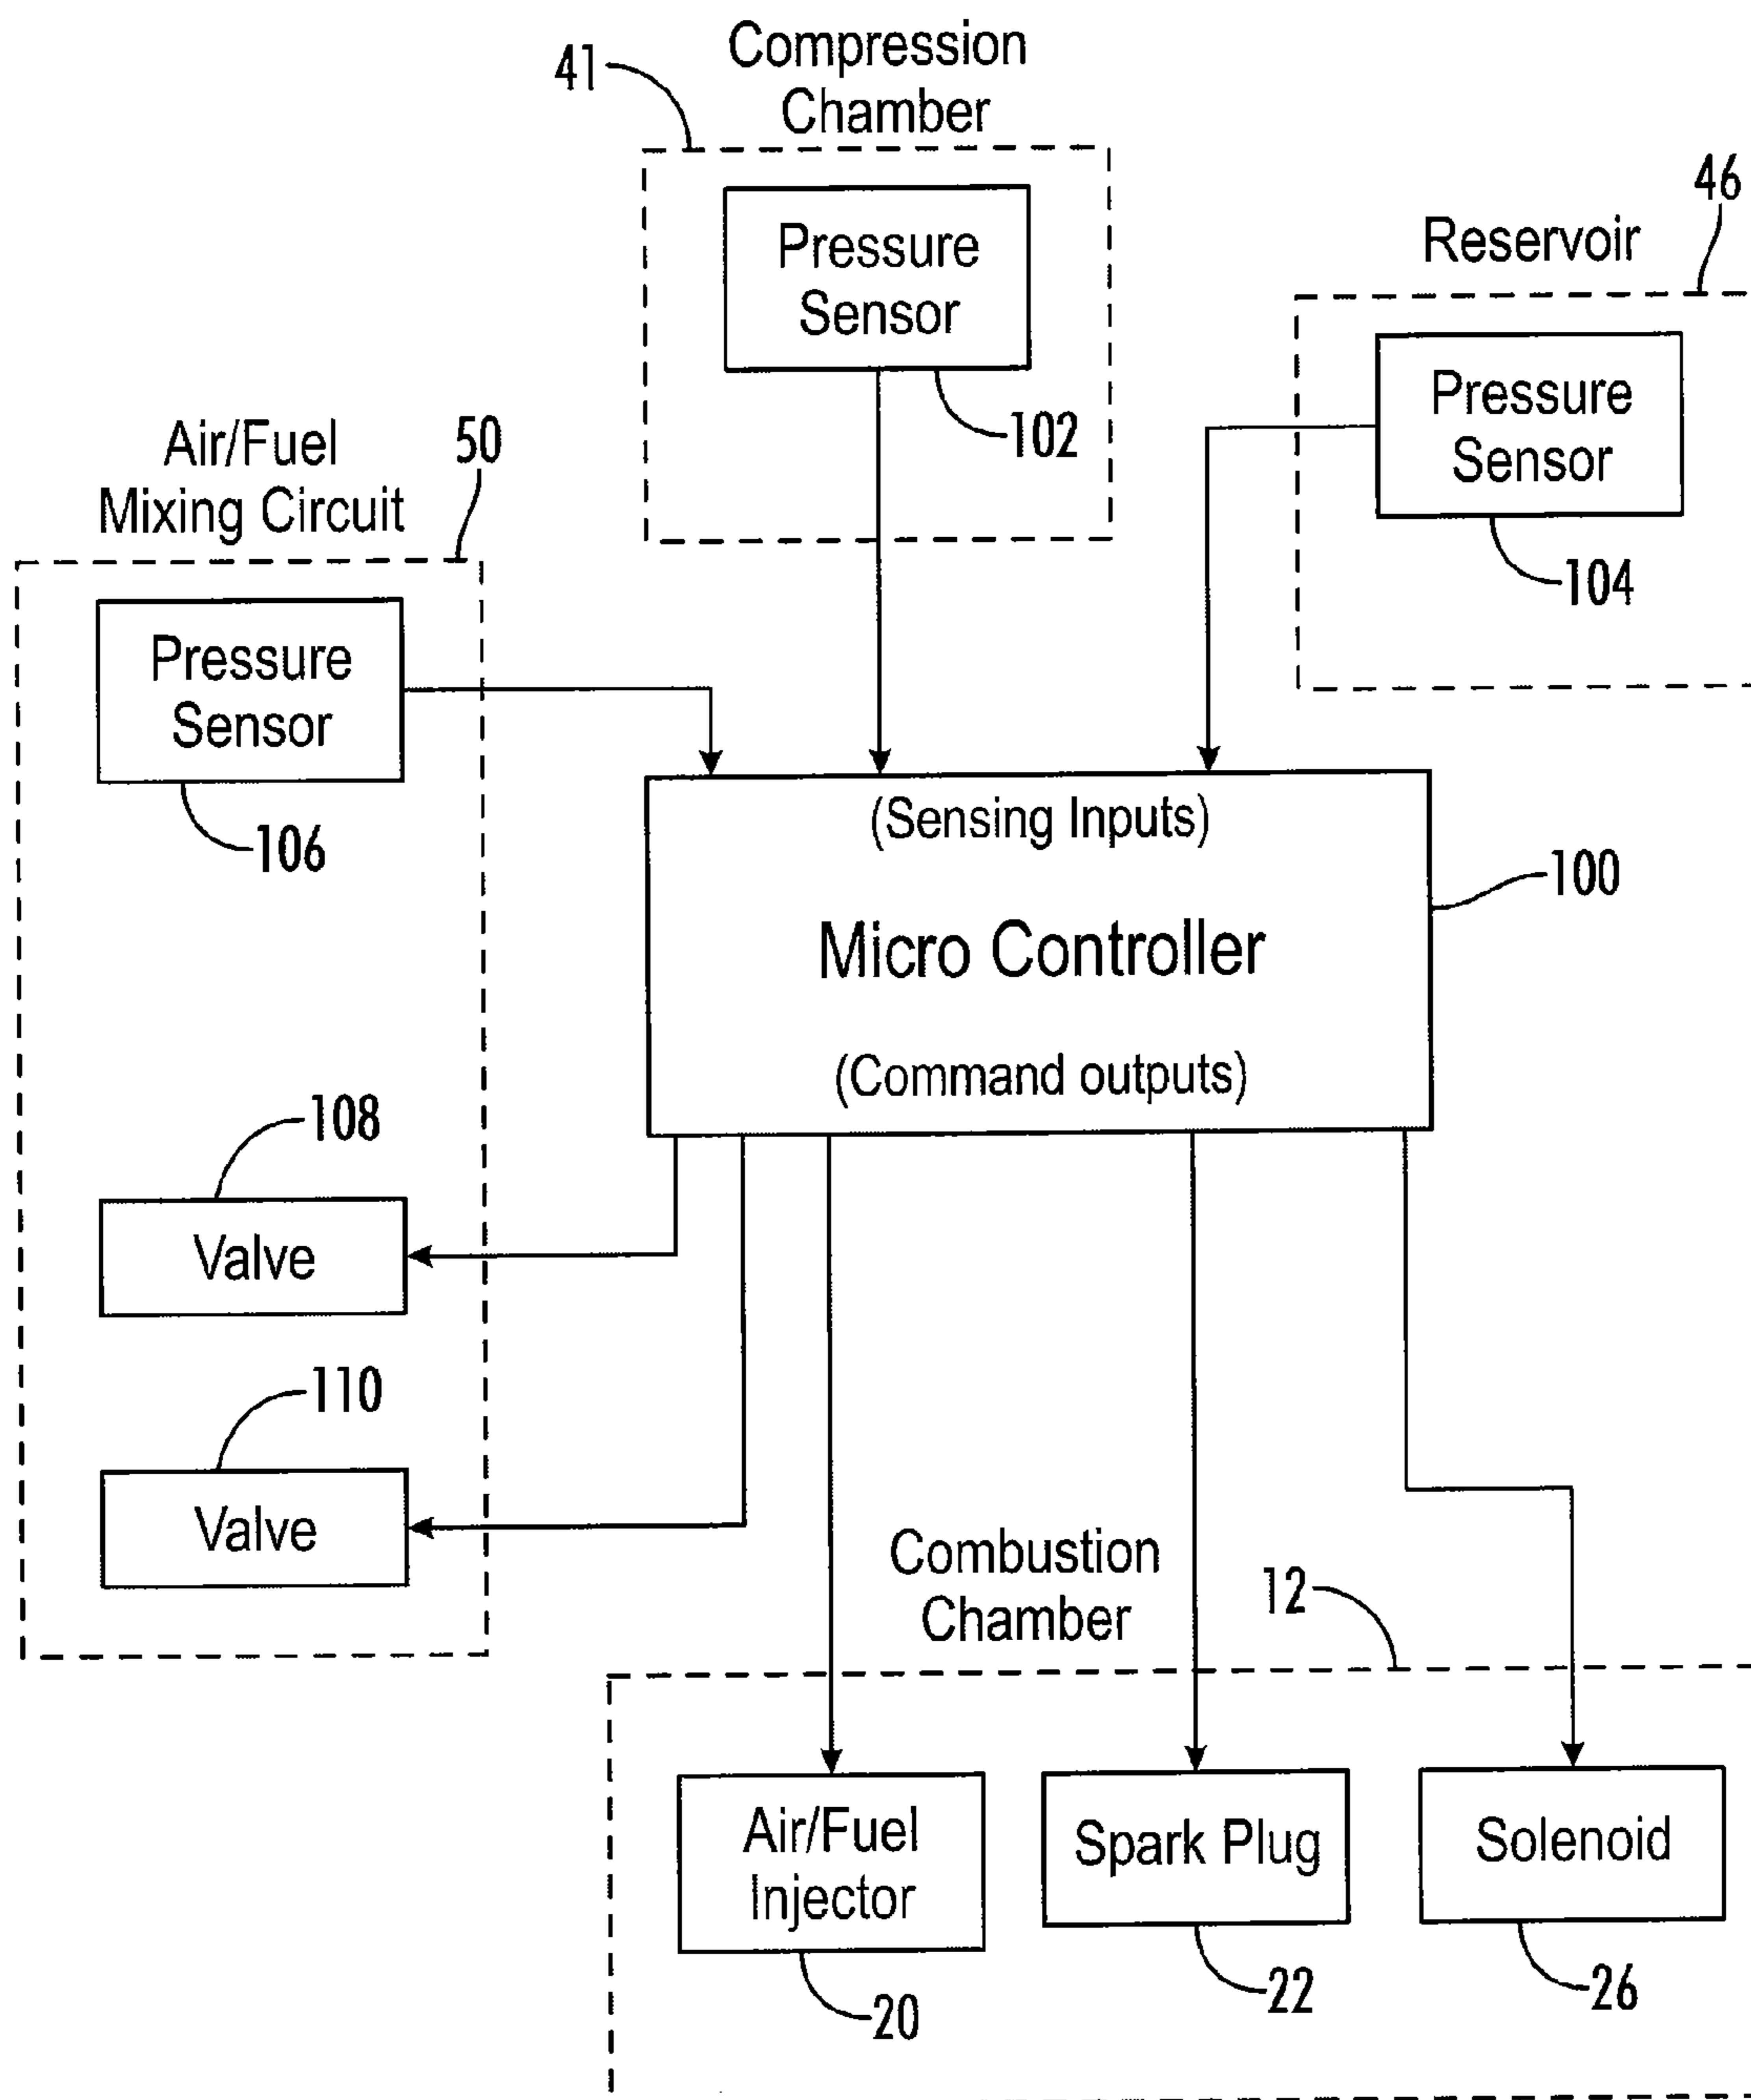 Compression
Chamber
41
Pressure
Sensor
102
Reservoir
46
Pressure
Sensor
104
Air/Fuel
Mixing Circuit
50
Pressure
Sensor
106
(Sensing Inputs)
Micro Controller
(Command outputs)
100
108
Valve
110
Valve
Combustion
Chamber
12
Air/Fuel
Injector
20
Spark Plug
22
Solenoid
26